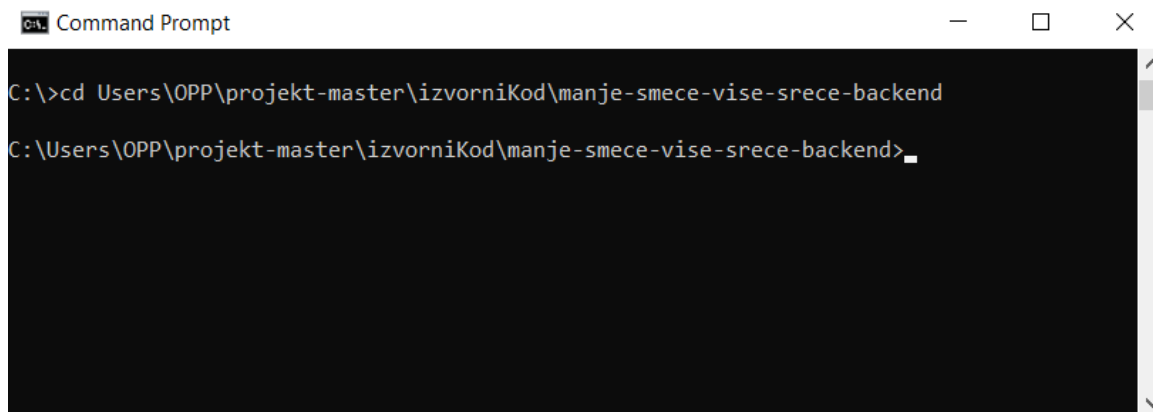 Command Prompt
C:\>cd Users\OPP\projekt-master\izvorniKod\manje-smece-vise-srece-backend
C:\Users\OPP\projekt-master\izvorniKod\manje-smece-vise-srece-backend>